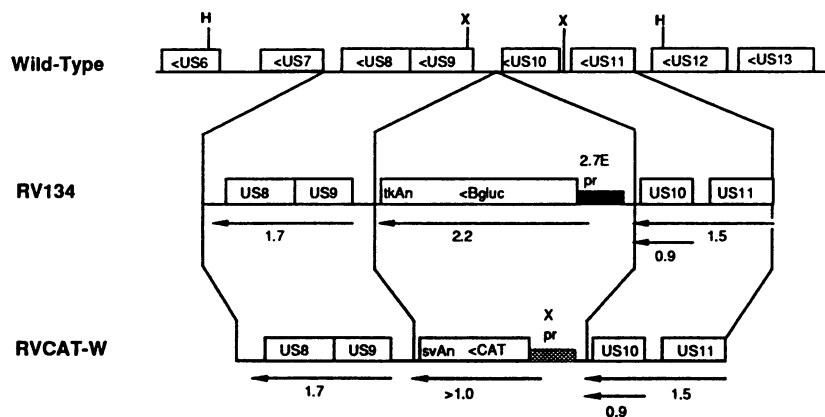 H X X H
Wild-Type <US6 <US7 <US8 <US9 <US10 <US11 <US12 <US13
2.7E
pr
RV134 US8 US9 tkAn <Bgluc US10 US11
1.7 2.2 1.5
0.9
X
pr
RVCAT-W US8 US9 svAn <CAT US10 US11
1.7 >1.0 1.5
0.9